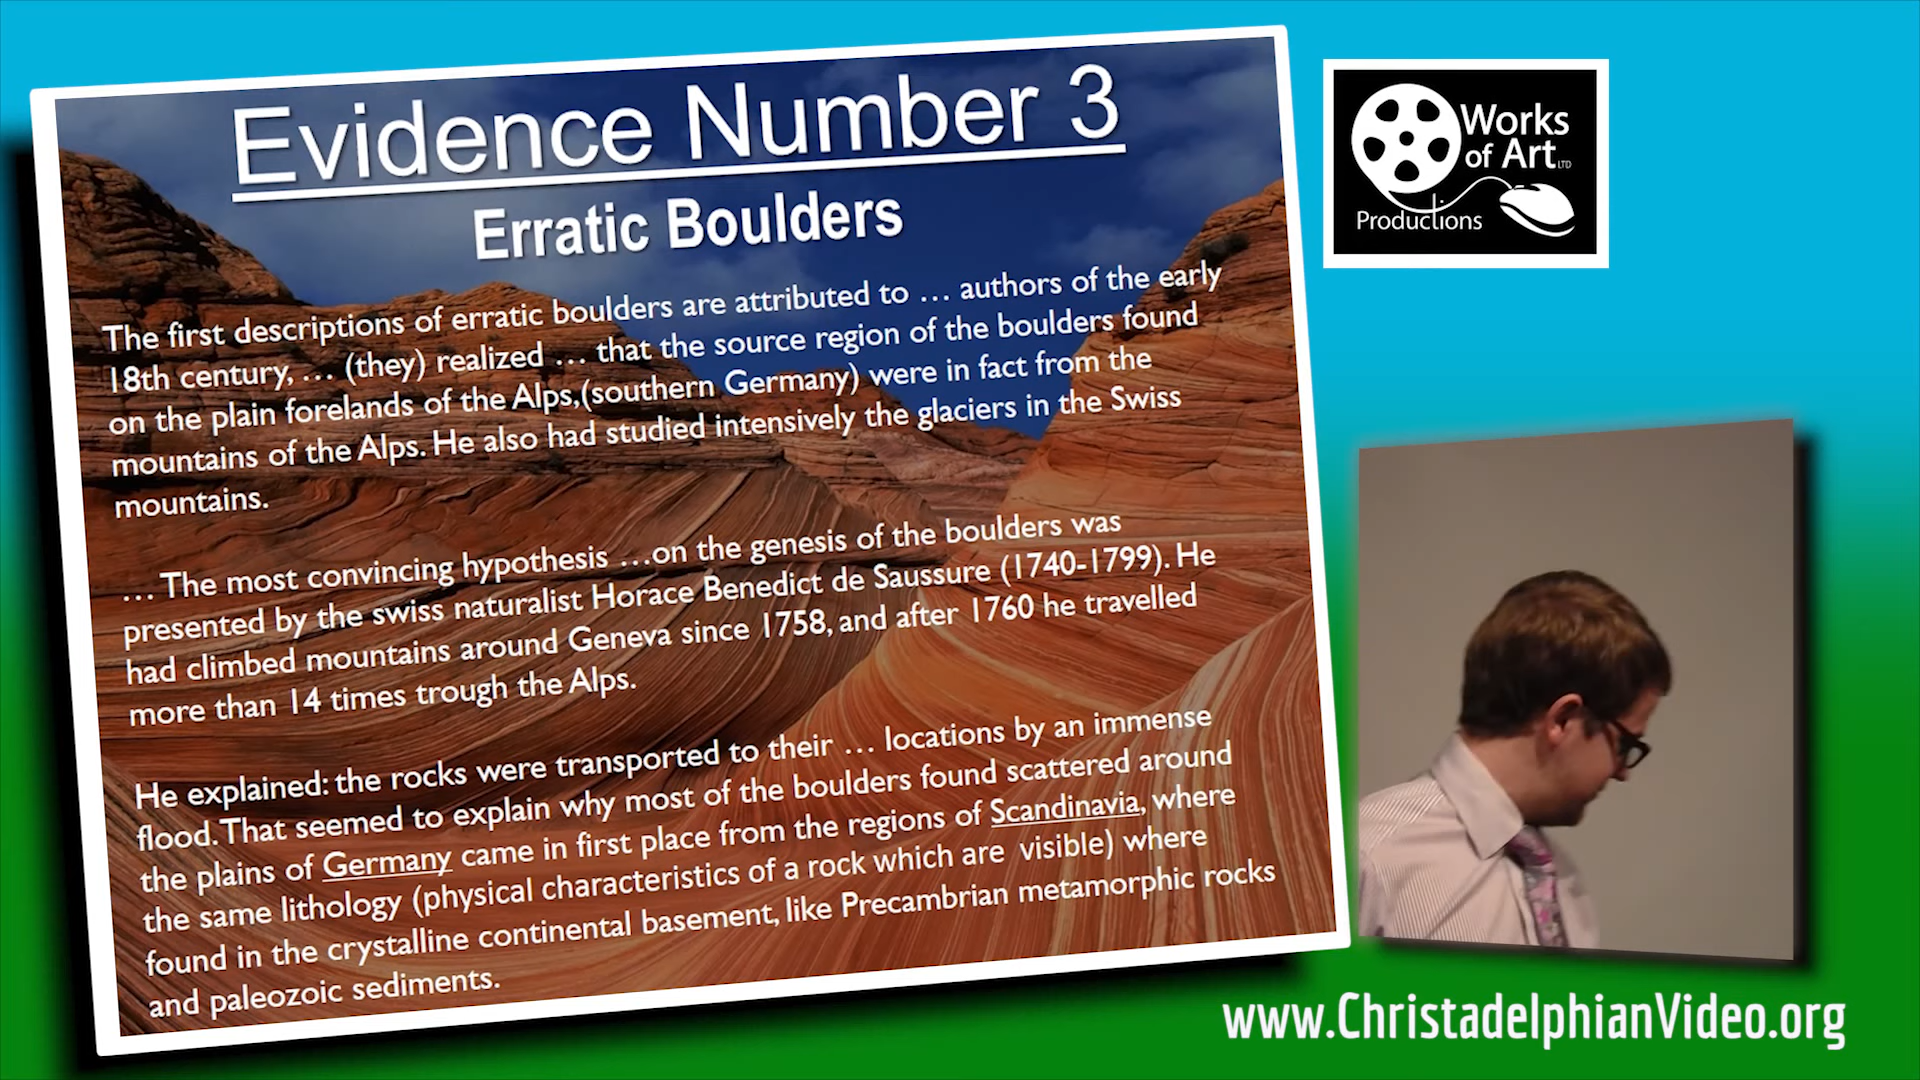 Evidence Number 3
Erratic Boulders
The first descriptions of erratic boulders are attributed to … authors of the early
18th century, … (they) realized … that the source region of the boulders found
on the plain forelands of the Alps,(southern Germany) were in fact from the
mountains of the Alps. He also had studied intensively the glaciers in the Swiss
mountains.
… The most convincing hypothesis …on the genesis of the boulders was
presented by the swiss naturalist Horace Benedict de Saussure (1740-1799). He
had climbed mountains around Geneva since 1758, and after 1760 he travelled
more than 14 times trough the Alps.
He explained: the rocks were transported to their … locations by an immense
flood. That seemed to explain why most of the boulders found scattered around
the plains of Germany came in first place from the regions of Scandinavia, where
the same lithology (physical characteristics of a rock which are visible) where
found in the crystalline continental basement, like Precambrian metamorphic rocks
and paleozoic sediments.
Works
of Art LTD
Productions
www.ChristadelphianVideo.org